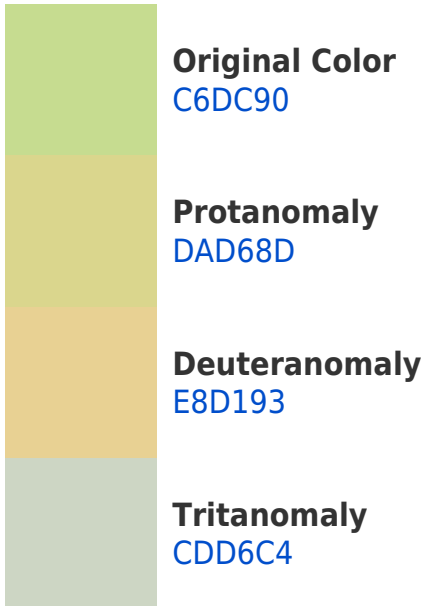 Original Color
C6DC90
Protanomaly
DAD68D
Deuteranomaly
E8D193
Tritanomaly
CDD6C4